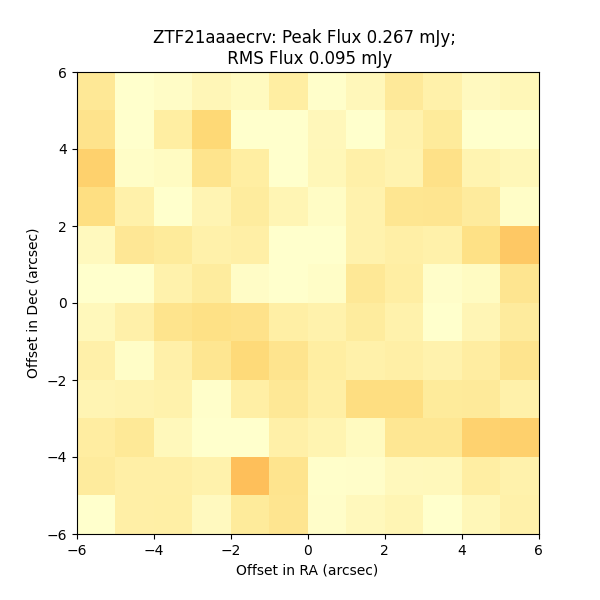 ZTF21aaaecrv: Peak Flux 0.267 mJy;
RMS Flux 0.095 mJy
6
4
2
0
−2
−4
−6
Offset in Dec (arcsec)
−6 −4 −2 0 2 4 6
Offset in RA (arcsec)